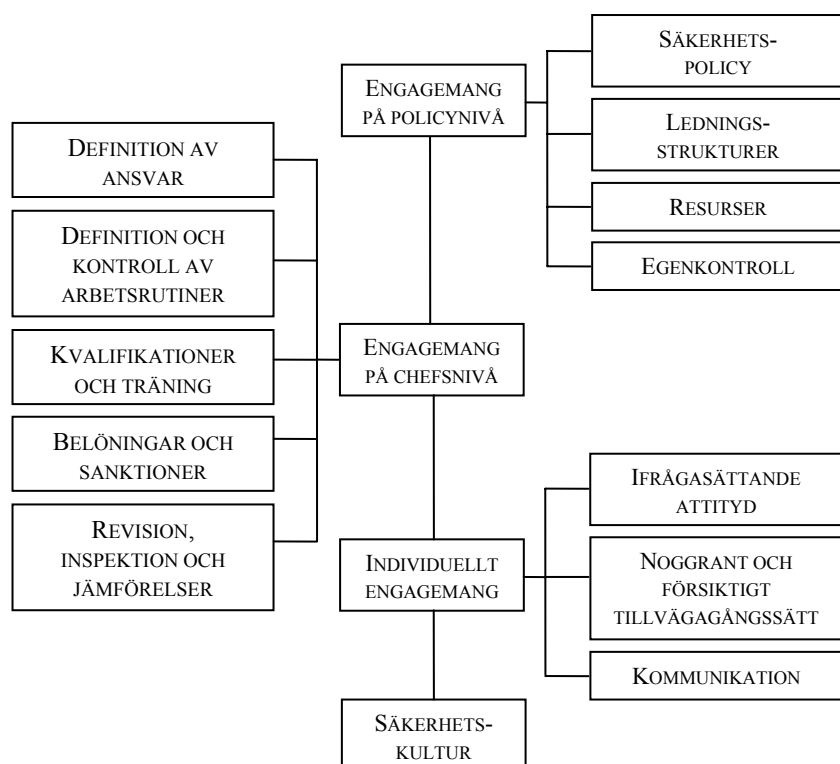 SÄKERHETS-
POLICY
ENGAGEMANG
PÅ POLICYNIVÅ
LEDNINGS-
STRUKTURER
DEFINITION AV
ANSVAR
RESURSER
DEFINITION OCH
KONTROLL AV
ARBETSRUTINER
EGENKONTROLL
KVALIFIKATIONER
OCH TRÄNING
ENGAGEMANG
PÅ CHEFSNIVÅ
BELÖNINGAR OCH
SANKTIONER
IFRÅGASÄTTANDE
ATTITYD
REVISION,
INSPEKTION OCH
JÄMFÖRELSER
INDIVIDUELLT
ENGAGEMANG
NOGGRANT OCH
FÖRSIKTIGT
TILLVÄGAGÅNGSSÄTT
KOMMUNIKATION
SÄKERHETS-
KULTUR